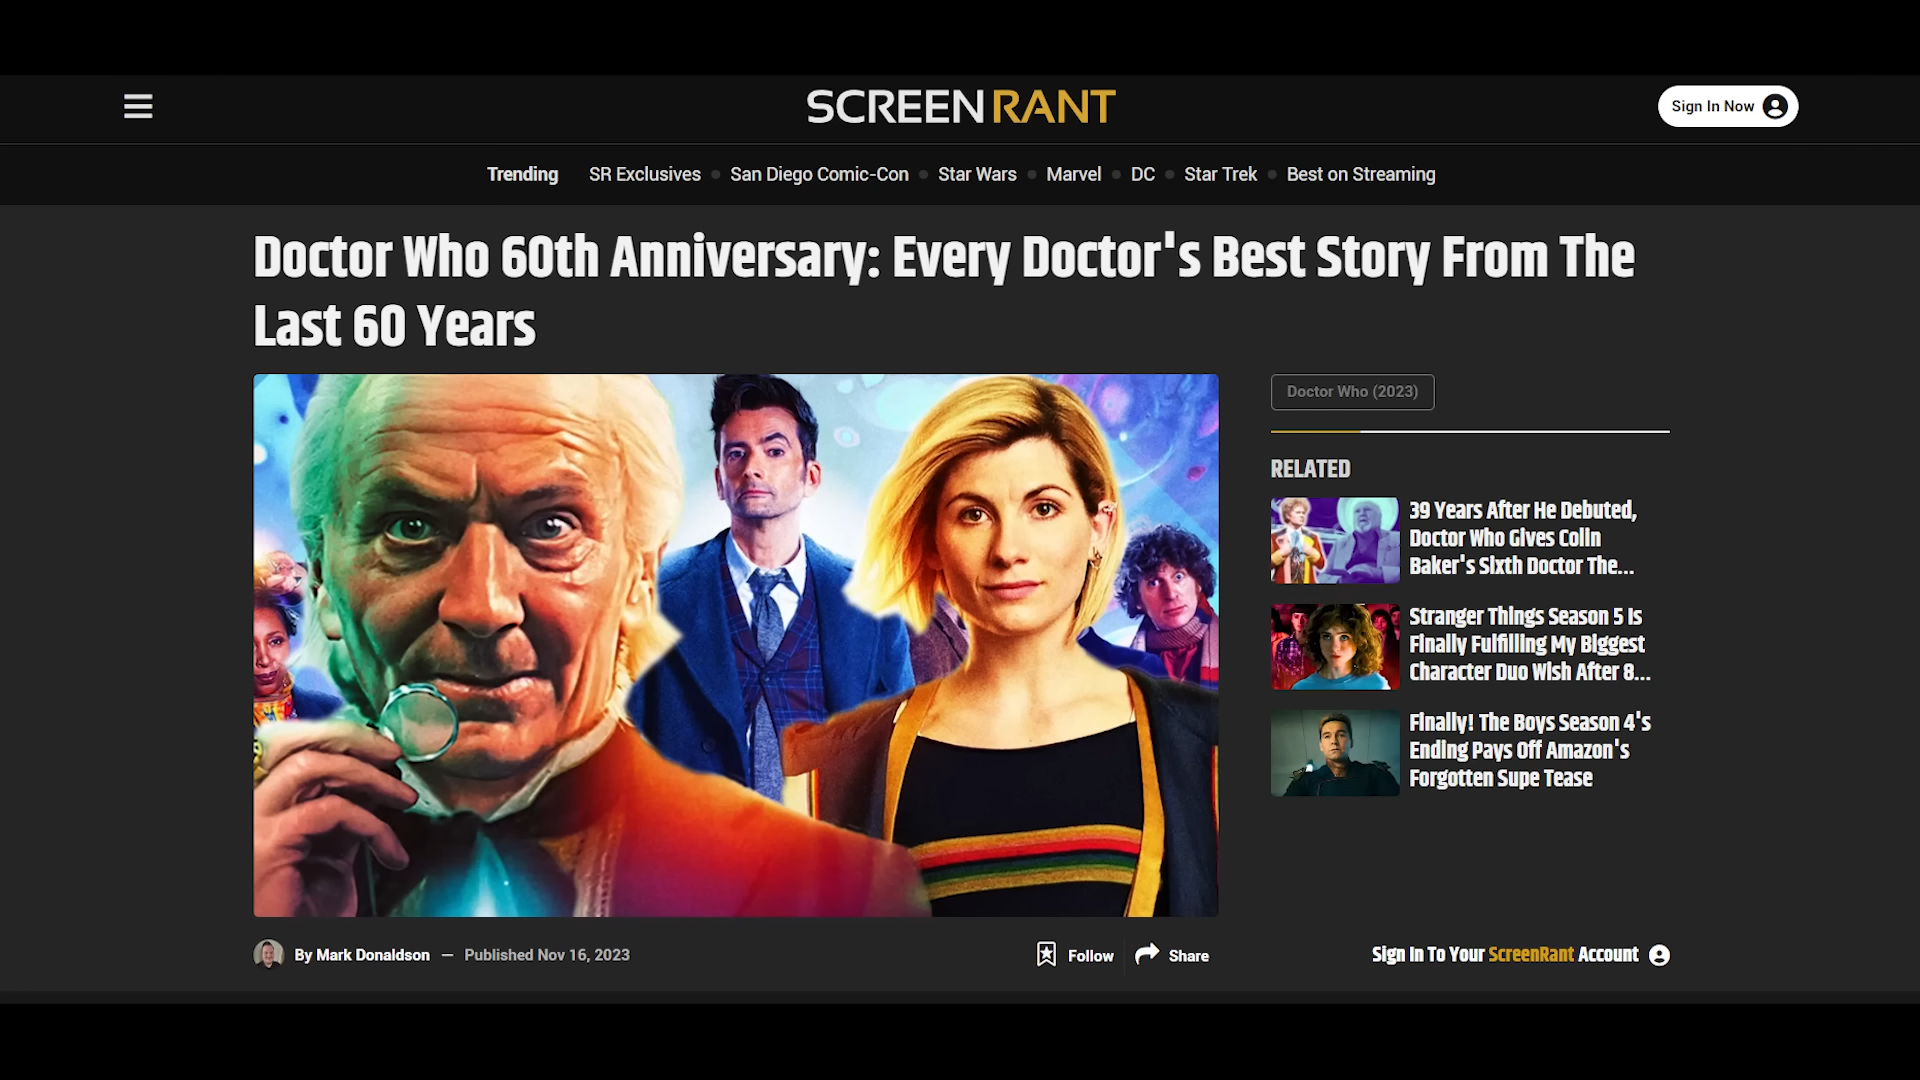 SCREENRANT
Sign In Now
Trending SR Exclusives San Diego Comic-Con Star Wars Marvel DC Star Trek Best on Streaming
Doctor Who 60th Anniversary: Every Doctor's Best Story From The
Last 60 Years
Doctor Who (2023)
RELATED
39 Years After He Debuted,
Doctor Who Gives Colin
Baker's Sixth Doctor The...
Stranger Things Season 5 Is
Finally Fulfilling My Biggest
Character Duo Wish After 8...
Finally! The Boys Season 4's
Ending Pays Off Amazon's
Forgotten Supe Tease
By Mark Donaldson — Published Nov 16, 2023
Follow
Share
Sign In To Your ScreenRant Account